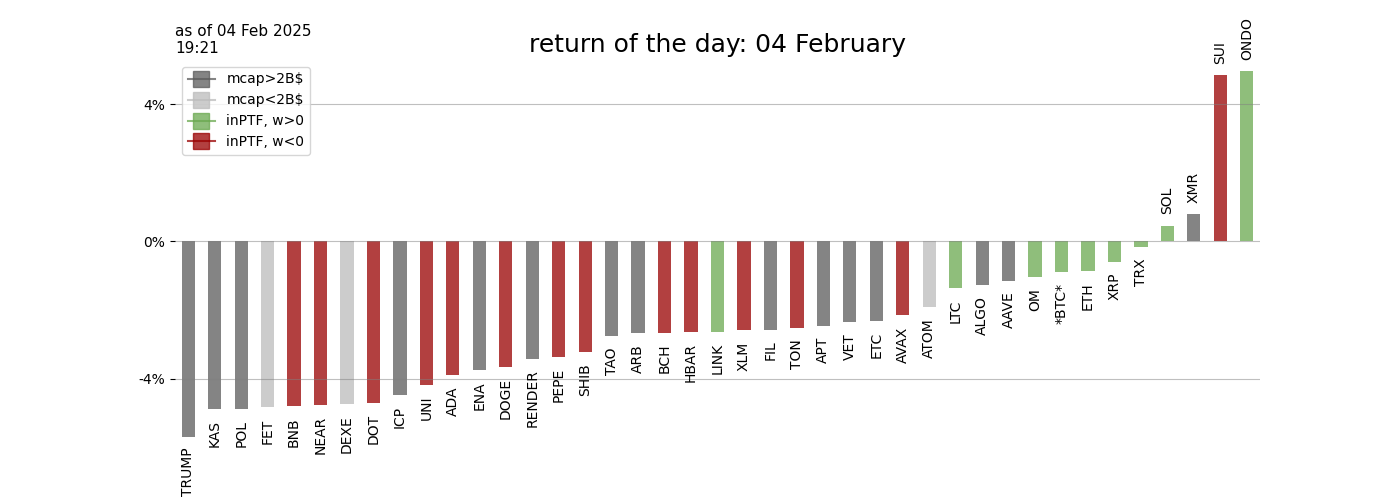 as of 04 Feb 2025
19:21
return of the day: 04 February
mcap>2B$
mcap<2B$
inPTF, w>0
inPTF, w<0
4%
0%
-4%
TRUMP
KAS
POL
FET
BNB
NEAR
DEXE
DOT
ICP
UNI
ADA
ENA
DOGE
RENDER
PEPE
SHIB
TAO
ARB
BCH
HBAR
LINK
XLM
FIL
TON
APT
VET
ETC
AVAX
ATOM
LTC
ALGO
AAVE
OM
*BTC*
ETH
XRP
TRX
SOL
XMR
SUI
ONDO